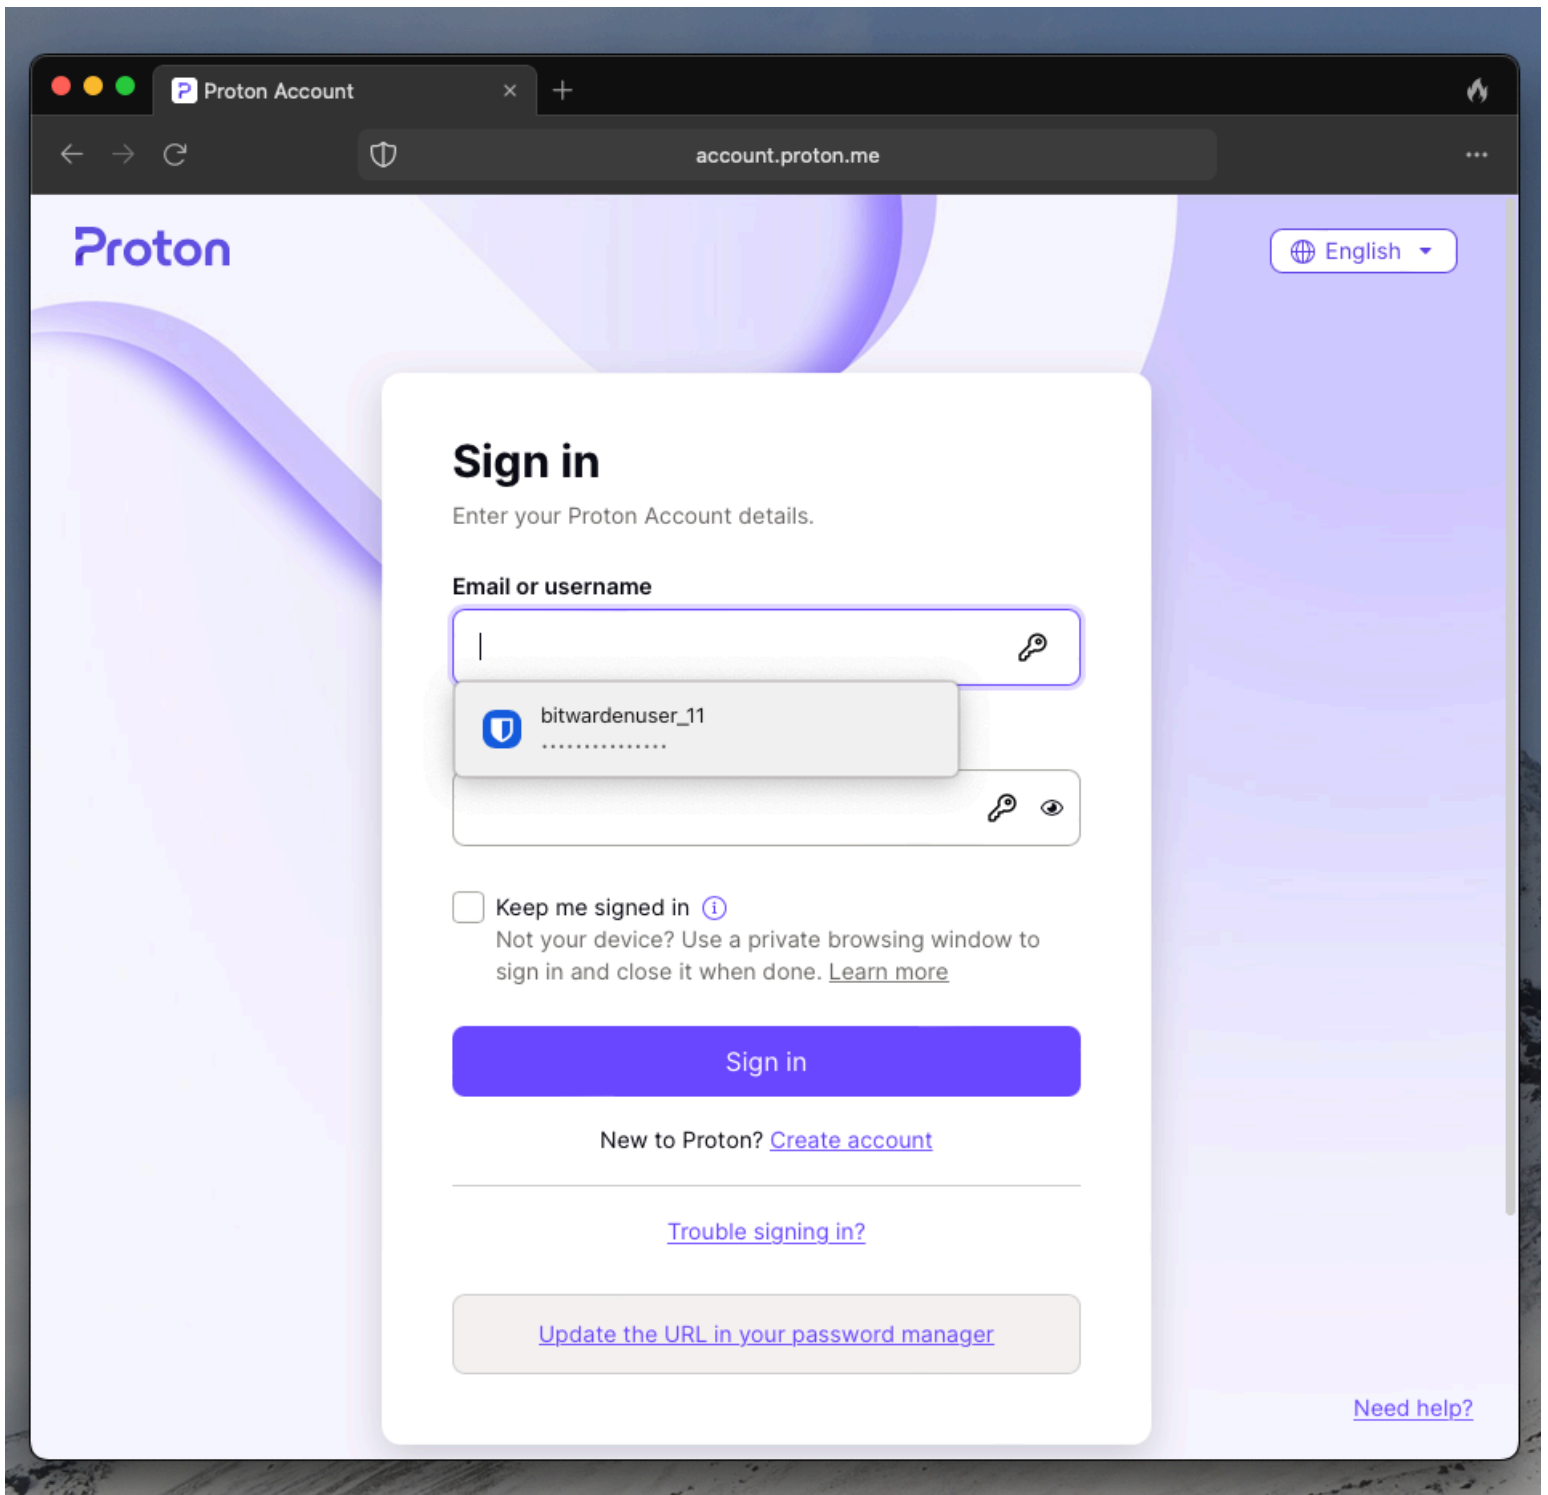 Proton Account
account.proton.me
Proton
English
Sign in
Enter your Proton Account details.
Email or username
bitwardenuser_11
...............
Keep me signed in
Not your device? Use a private browsing window to
sign in and close it when done. Learn more
Sign in
New to Proton? Create account
Trouble signing in?
Update the URL in your password manager
Need help?